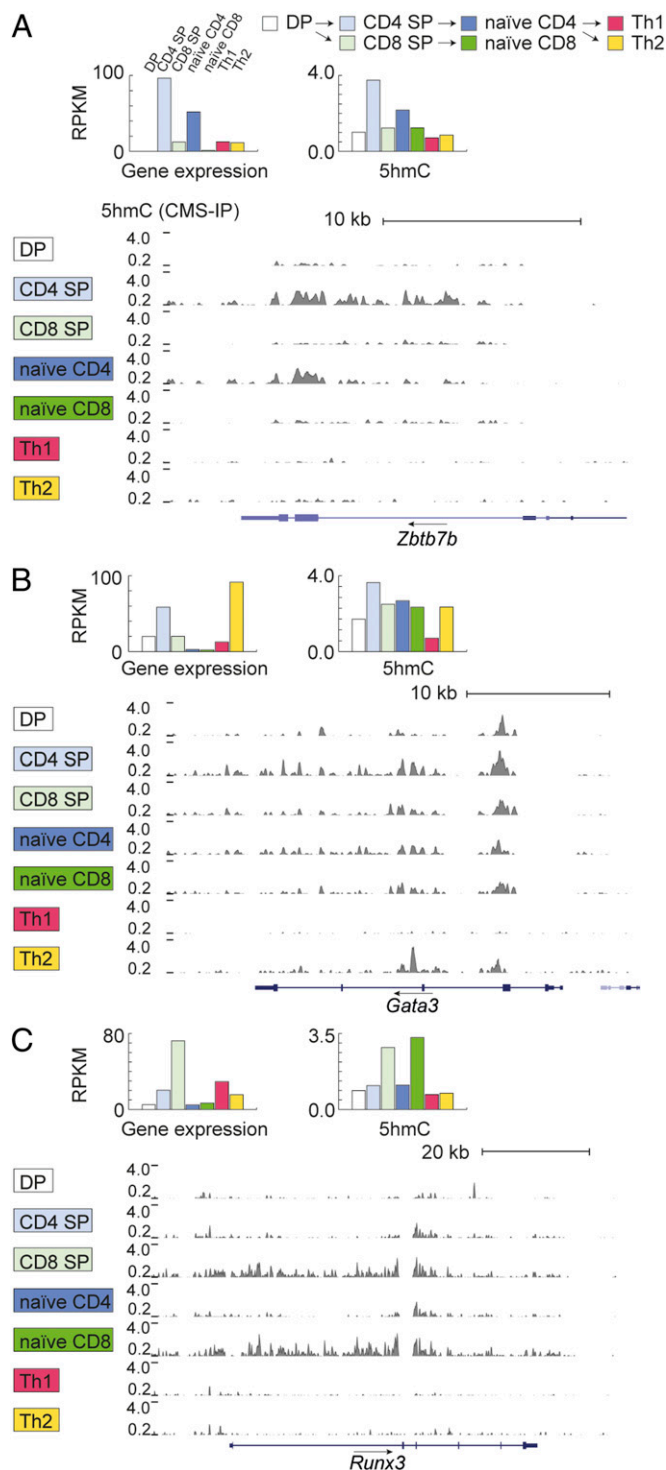 A
DP → CD4 SP → naïve CD4 → Th1
CD8 SP → naïve CD8
Th2
DP
CD4 SP
CD8 SP
naïve CD4
naïve CD8
Th1
Th2
100
0
RPKM
Gene expression
4.0
0.0
5hmC
5hmC (CMS-IP)
10 kb
DP
4.0
0.2
CD4 SP
4.0
0.2
CD8 SP
4.0
0.2
naïve CD4
4.0
0.2
naïve CD8
4.0
0.2
Th1
4.0
0.2
Th2
4.0
0.2
Zbtb7b
B
100
0
RPKM
Gene expression
4.0
0.0
5hmC
10 kb
DP
4.0
0.2
CD4 SP
4.0
0.2
CD8 SP
4.0
0.2
naïve CD4
4.0
0.2
naïve CD8
4.0
0.2
Th1
4.0
0.2
Th2
4.0
0.2
Gata3
C
80
0
RPKM
Gene expression
3.5
0.0
5hmC
20 kb
DP
4.0
0.2
CD4 SP
4.0
0.2
CD8 SP
4.0
0.2
naïve CD4
4.0
0.2
naïve CD8
4.0
0.2
Th1
4.0
0.2
Th2
4.0
0.2
Runx3